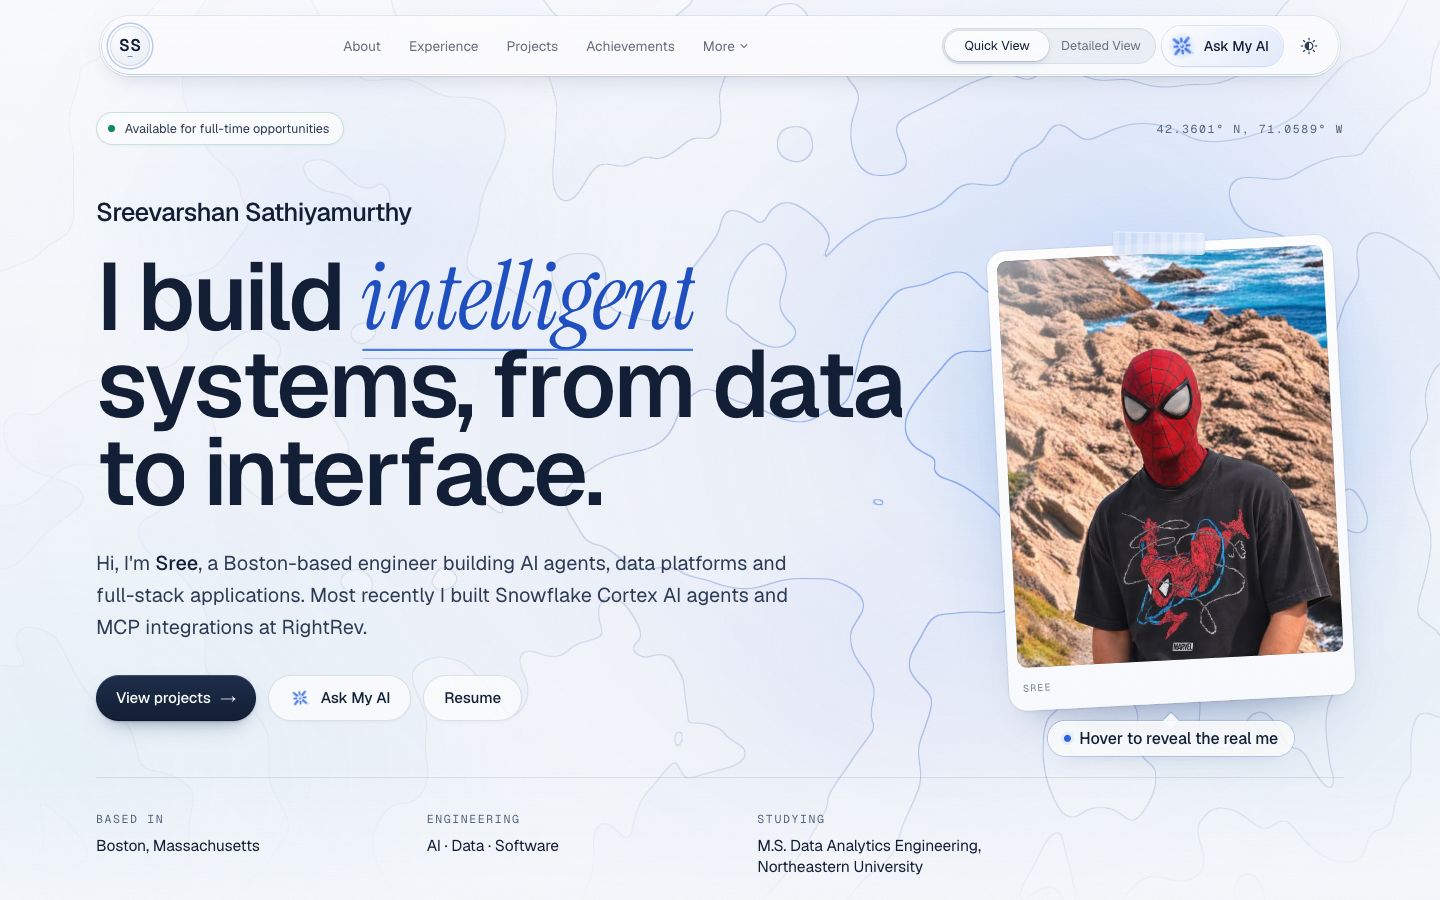 SS
About
Experience
Projects
Achievements
More
Quick View
Detailed View
Ask My AI
Available for full-time opportunities
42.3601° N, 71.0589° W
Sreevarshan Sathiyamurthy
I build intelligent
systems, from data
to interface.
Hi, I'm Sree, a Boston-based engineer building AI agents, data platforms and
full-stack applications. Most recently I built Snowflake Cortex AI agents and
MCP integrations at RightRev.
View projects →
Ask My AI
Resume
MARVEL
SREE
Hover to reveal the real me
BASED IN
Boston, Massachusetts
ENGINEERING
AI · Data · Software
STUDYING
M.S. Data Analytics Engineering,
Northeastern University